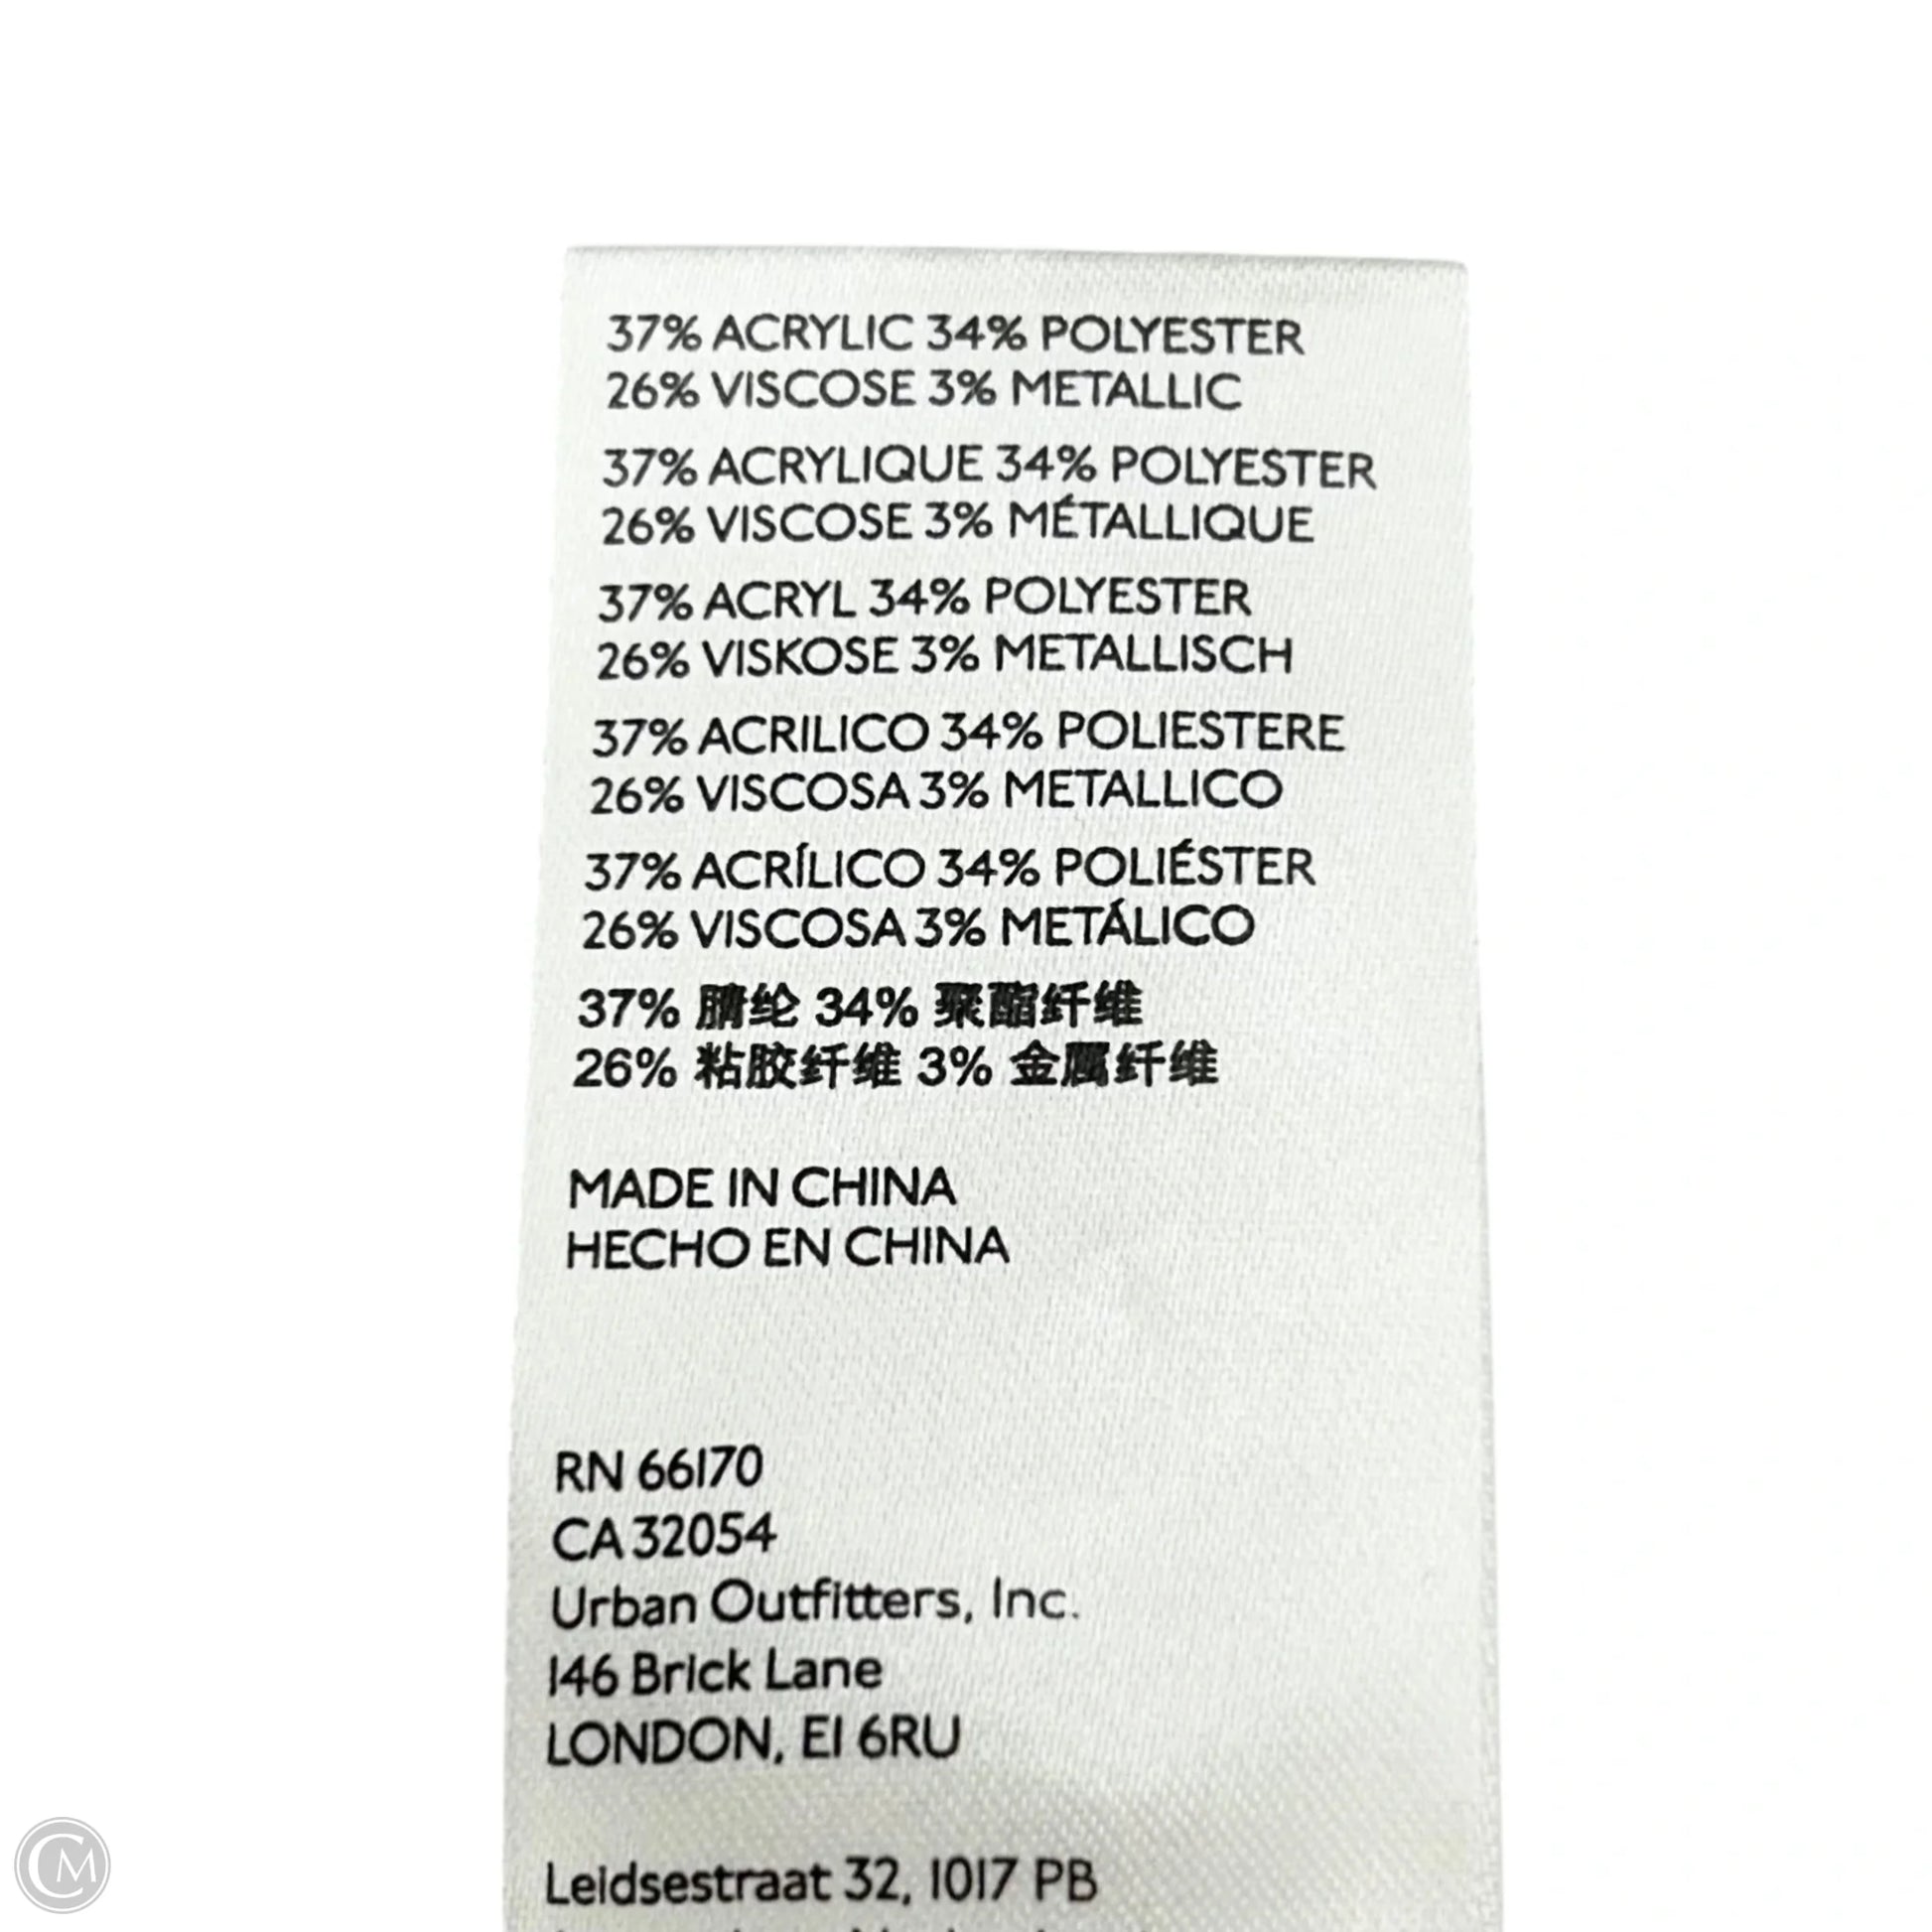 37% ACRYLIC 34% POLYESTER
26% VISCOSE 3% METALLIC
37% ACRYLIQUE 34% POLYESTER
26% VISCOSE 3% MÉTALLIQUE
37% ACRYL 34% POLYESTER
26% VISKOSE 3% METALLISCH
37% ACRILICO 34% POLIESTERE
26% VISCOSA 3% METALLICO
37% ACRÍLICO 34% POLIÉSTER
26% VISCOSA 3% METÁLICO
37% 腈纶 34% 聚酯纤维
26% 粘胶纤维 3% 金属纤维
MADE IN CHINA
HECHO EN CHINA
RN 66170
CA 32054
Urban Outfitters, Inc.
146 Brick Lane
LONDON, E1 6RU
Leidsestraat 32, 1017 PB
CM